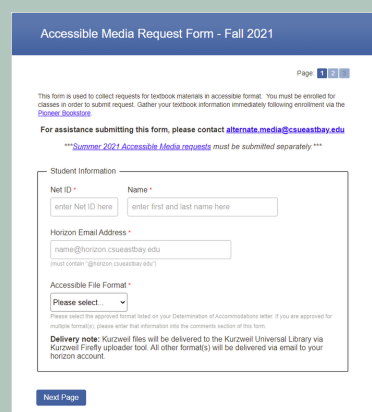 Accessible Media Request Form - Fall 2021
Page: 1 2 3
This form is used to collect requests for textbook materials in accessible format. You must be enrolled for
classes in order to submit request. Gather your textbook information immediately following enrollment via the
Pioneer Bookstore.
For assistance submitting this form, please contact alternate.media@csueastbay.edu
***Summer 2021 Accessible Media requests must be submitted separately.***
Student Information
Net ID * Name *
enter Net ID here enter first and last name here
Horizon Email Address *
name@horizon.csueastbay.edu
(must contain "@horizon.csueastbay.edu")
Accessible File Format *
Please select...
Please select the approved format listed on your Determination of Accommodations letter. If you are approved for
multiple format(s), please enter that information into the comments section of this form.
Delivery note: Kurzweil files will be delivered to the Kurzweil Universal Library via
Kurzweil Firefly uploader tool. All other format(s) will be delivered via email to your
horizon account.
Next Page